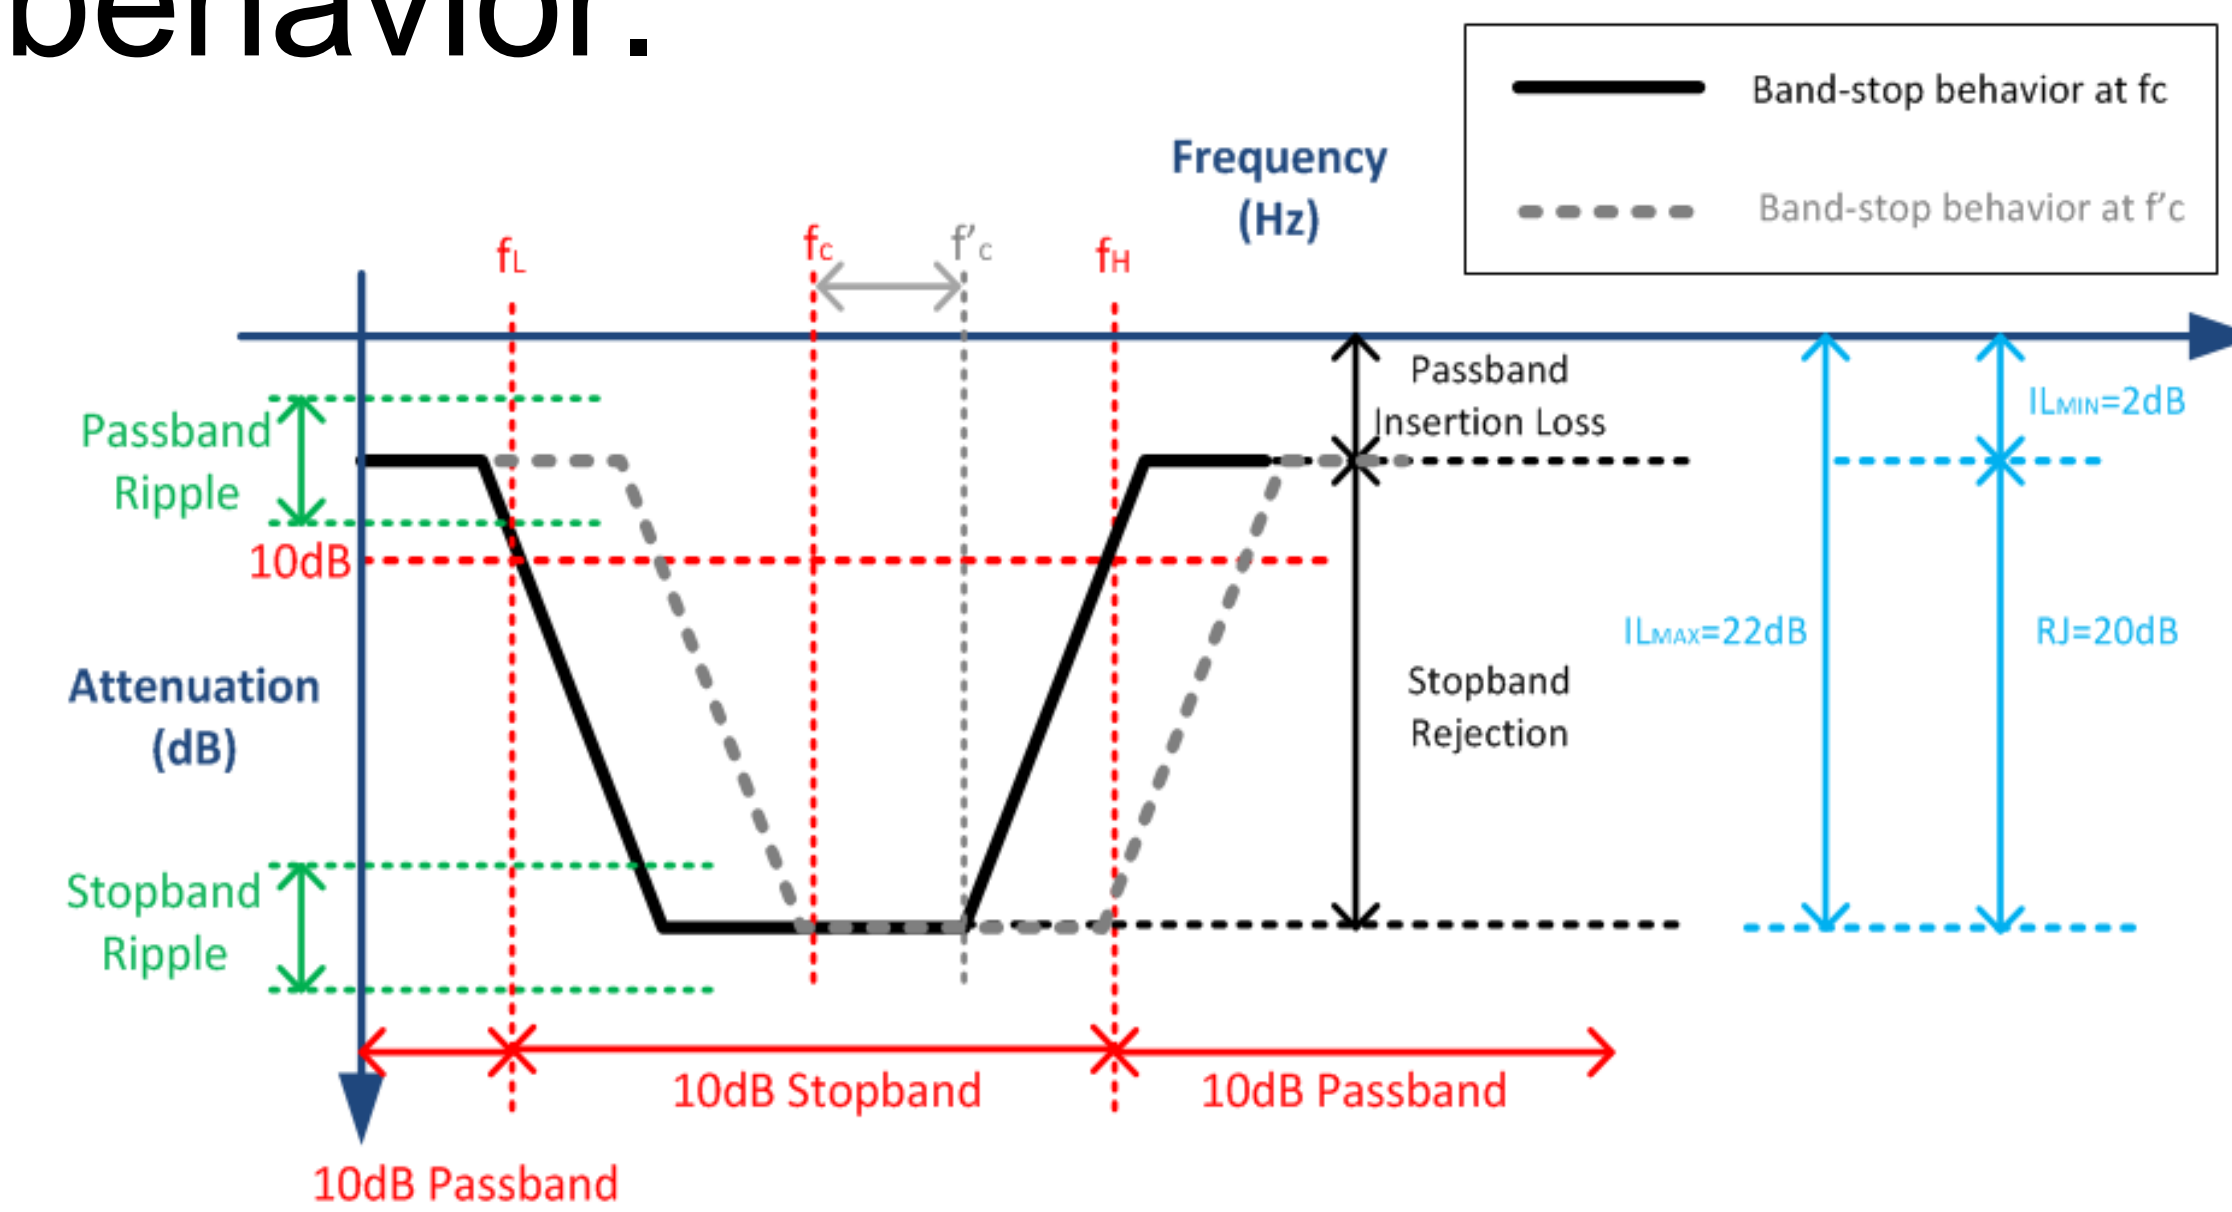 behavior.
Band-stop behavior at fc
Band-stop behavior at f'c
Frequency
(Hz)
fL
fc
f'c
fH
Passband
Insertion Loss
ILMIN=2dB
Passband
Ripple
10dB
ILMAX=22dB
RJ=20dB
Attenuation
(dB)
Stopband
Rejection
Stopband
Ripple
10dB Stopband
10dB Passband
10dB Passband